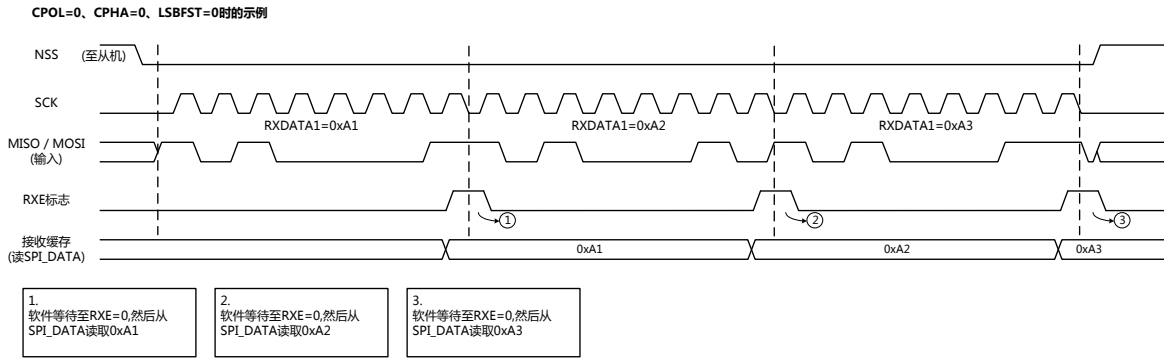 CPOL=0、CPHA=0、LSBFST=0时的示例
NSS (至从机)
SCK
RXDATA1=0xA1 RXDATA1=0xA2 RXDATA1=0xA3
MISO / MOSI
(输入)
RXE标志
1 2 3
接收缓存
(读SPI_DATA)
0xA1 0xA2 0xA3
1.
软件等待至RXE=0,然后从
SPI_DATA读取0xA1
2.
软件等待至RXE=0,然后从
SPI_DATA读取0xA2
3.
软件等待至RXE=0,然后从
SPI_DATA读取0xA3